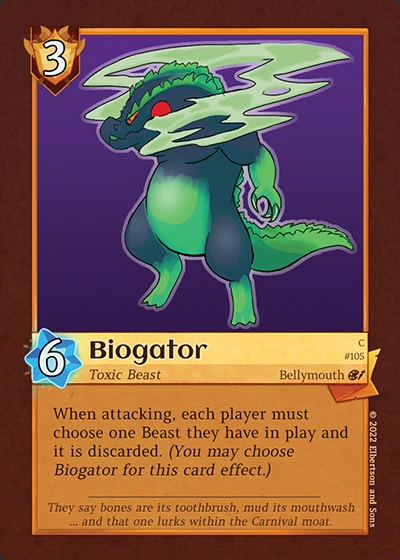 3
6
Biogator
C
#105
Toxic Beast
Bellymouth
When attacking, each player must
choose one Beast they have in play and
it is discarded. (You may choose
Biogator for this card effect.)
They say bones are its toothbrush, mud its mouthwash
... and that one lurks within the Carnival moat.
© 2022 Elbertson and Sons